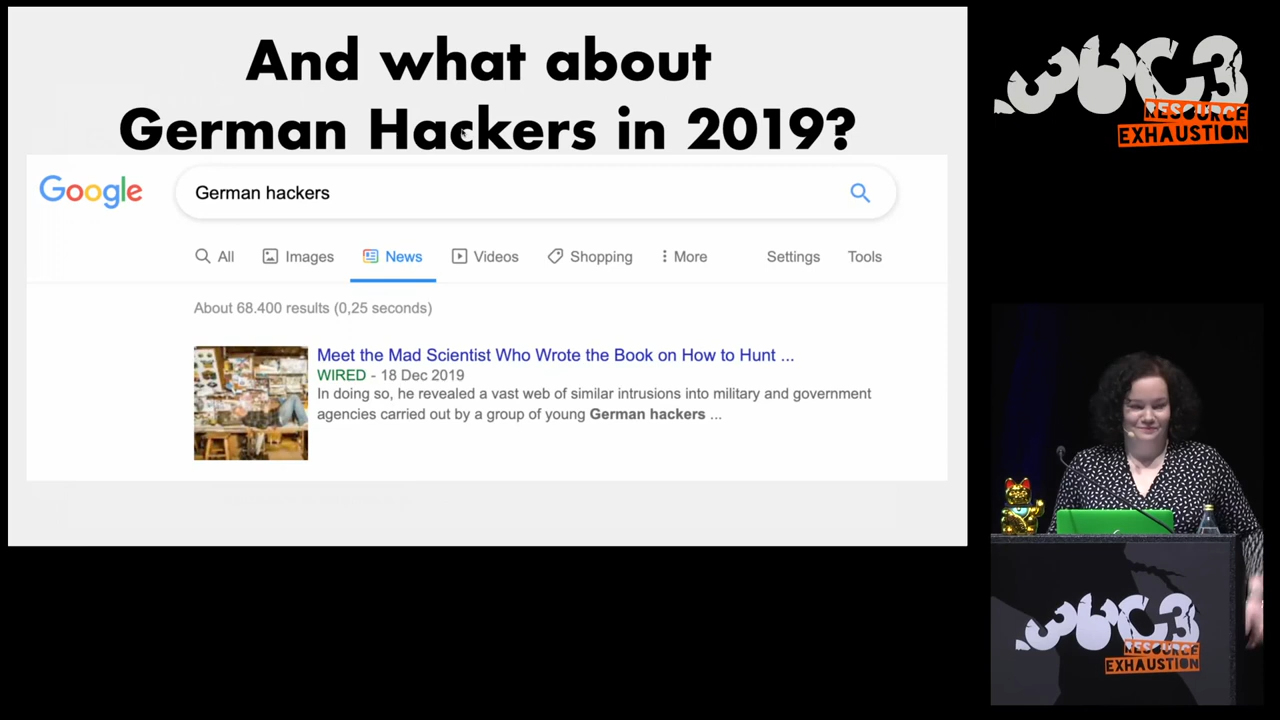 And what about
German Hackers in 2019?
Google
German hackers
All Images News Videos Shopping More Settings Tools
About 68.400 results (0,25 seconds)
Meet the Mad Scientist Who Wrote the Book on How to Hunt ...
WIRED - 18 Dec 2019
In doing so, he revealed a vast web of similar intrusions into military and government
agencies carried out by a group of young German hackers ...
36C3
RESOURCE
EXHAUSTION
36C3
RESOURCE
EXHAUSTION